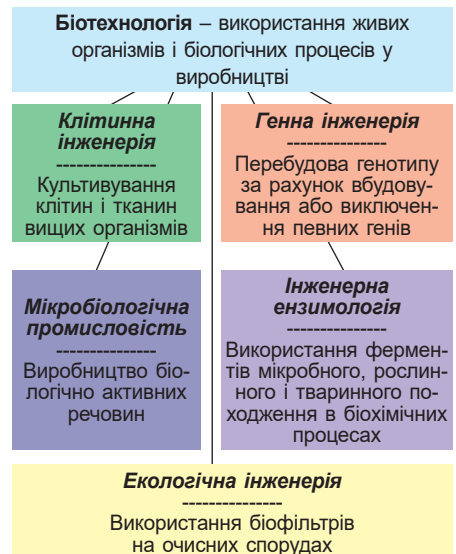 Біотехнологія – використання живих
організмів і біологічних процесів у
виробництві
Клітинна
інженерія
---------------
Культивування
клітин і тканин
вищих організмів
Генна інженерія
---------------
Перебудова генотипу
за рахунок вбудову-
вання або виключен-
ня певних генів
Мікробіологічна
промисловість
---------------
Виробництво біо-
логічно активних
речовин
Інженерна
ензимологія
---------------
Використання фермен-
тів мікробного, рослин-
ного і тваринного по-
ходження в біохімічних
процесах
Екологічна інженерія
---------------
Використання біофільтрів
на очисних спорудах